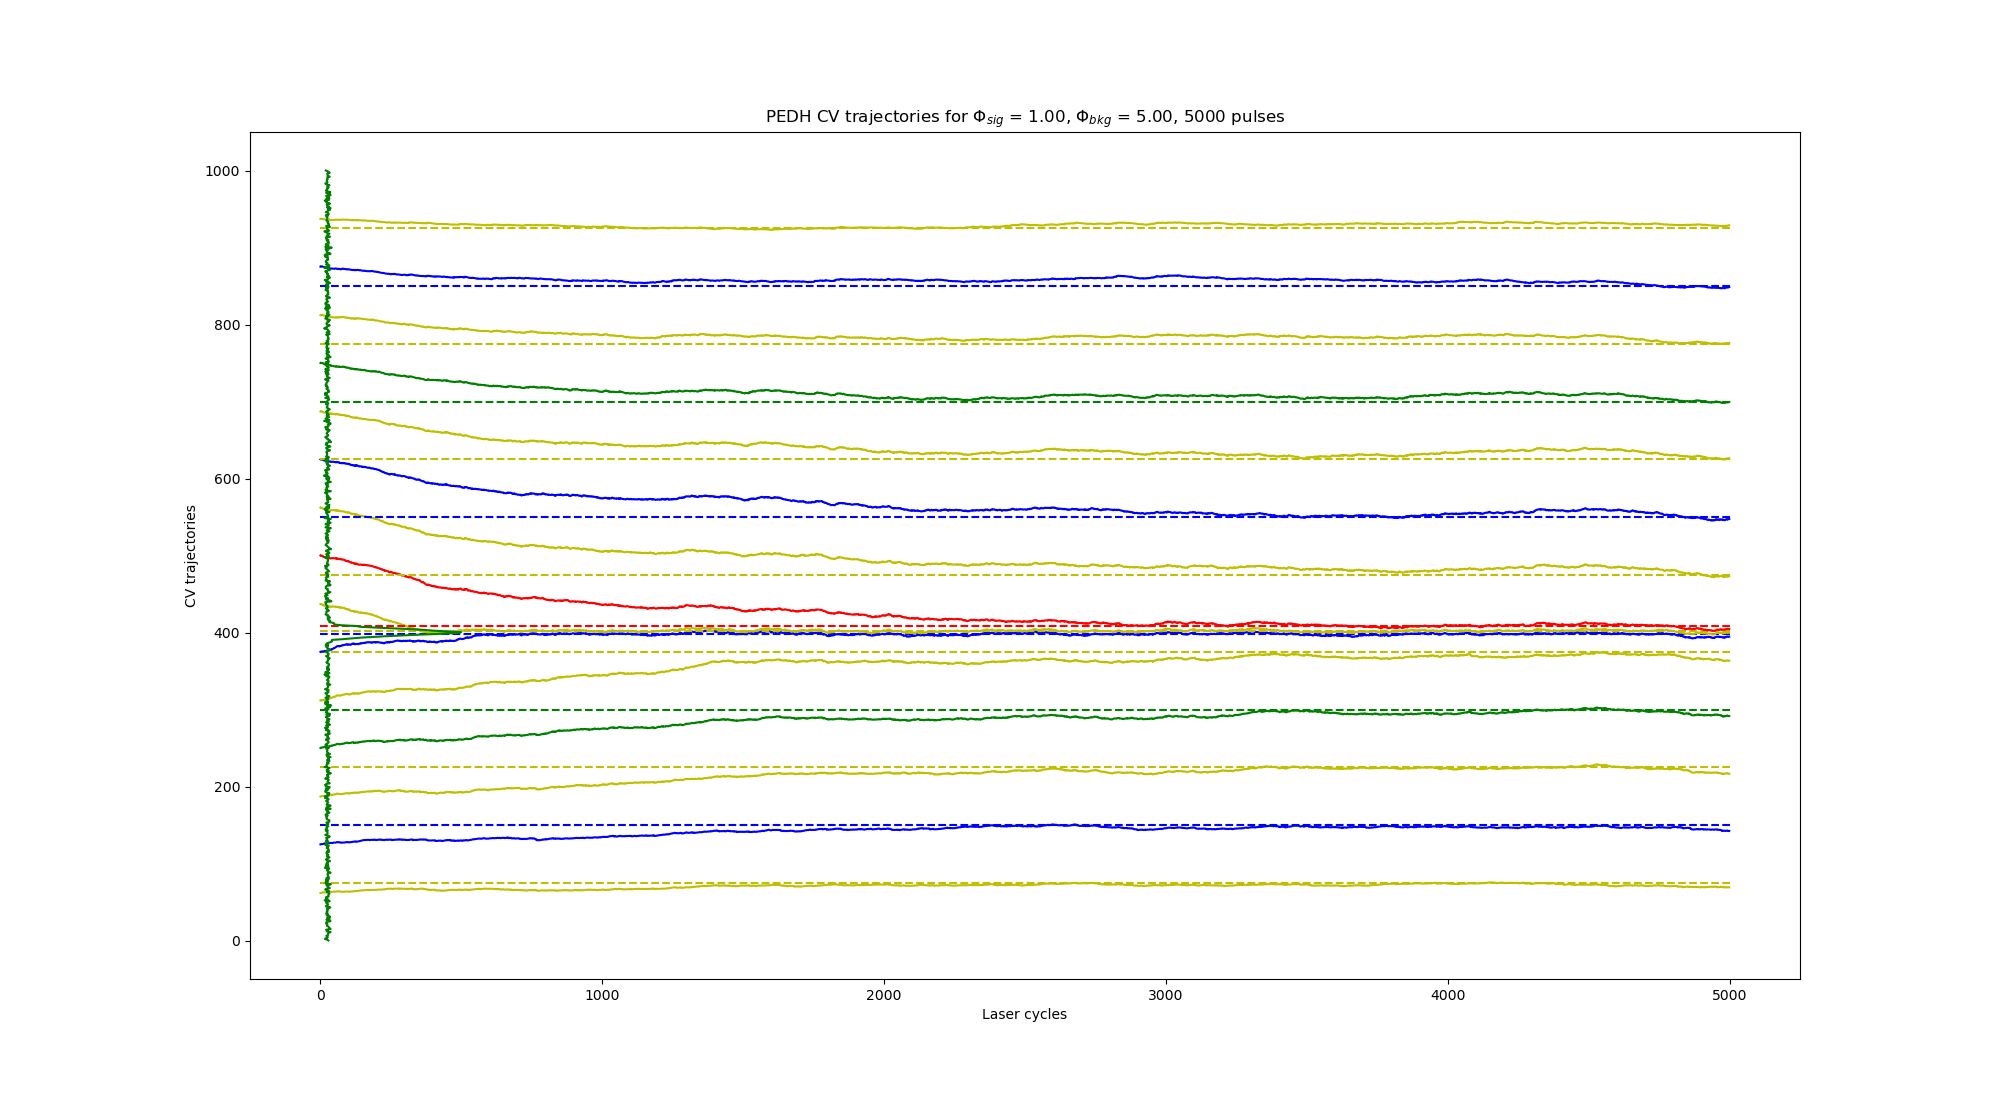 PEDH CV trajectories for Φsig = 1.00, Φbkg = 5.00, 5000 pulses
1000
800
600
400
200
0
CV trajectories
0 1000 2000 3000 4000 5000
Laser cycles